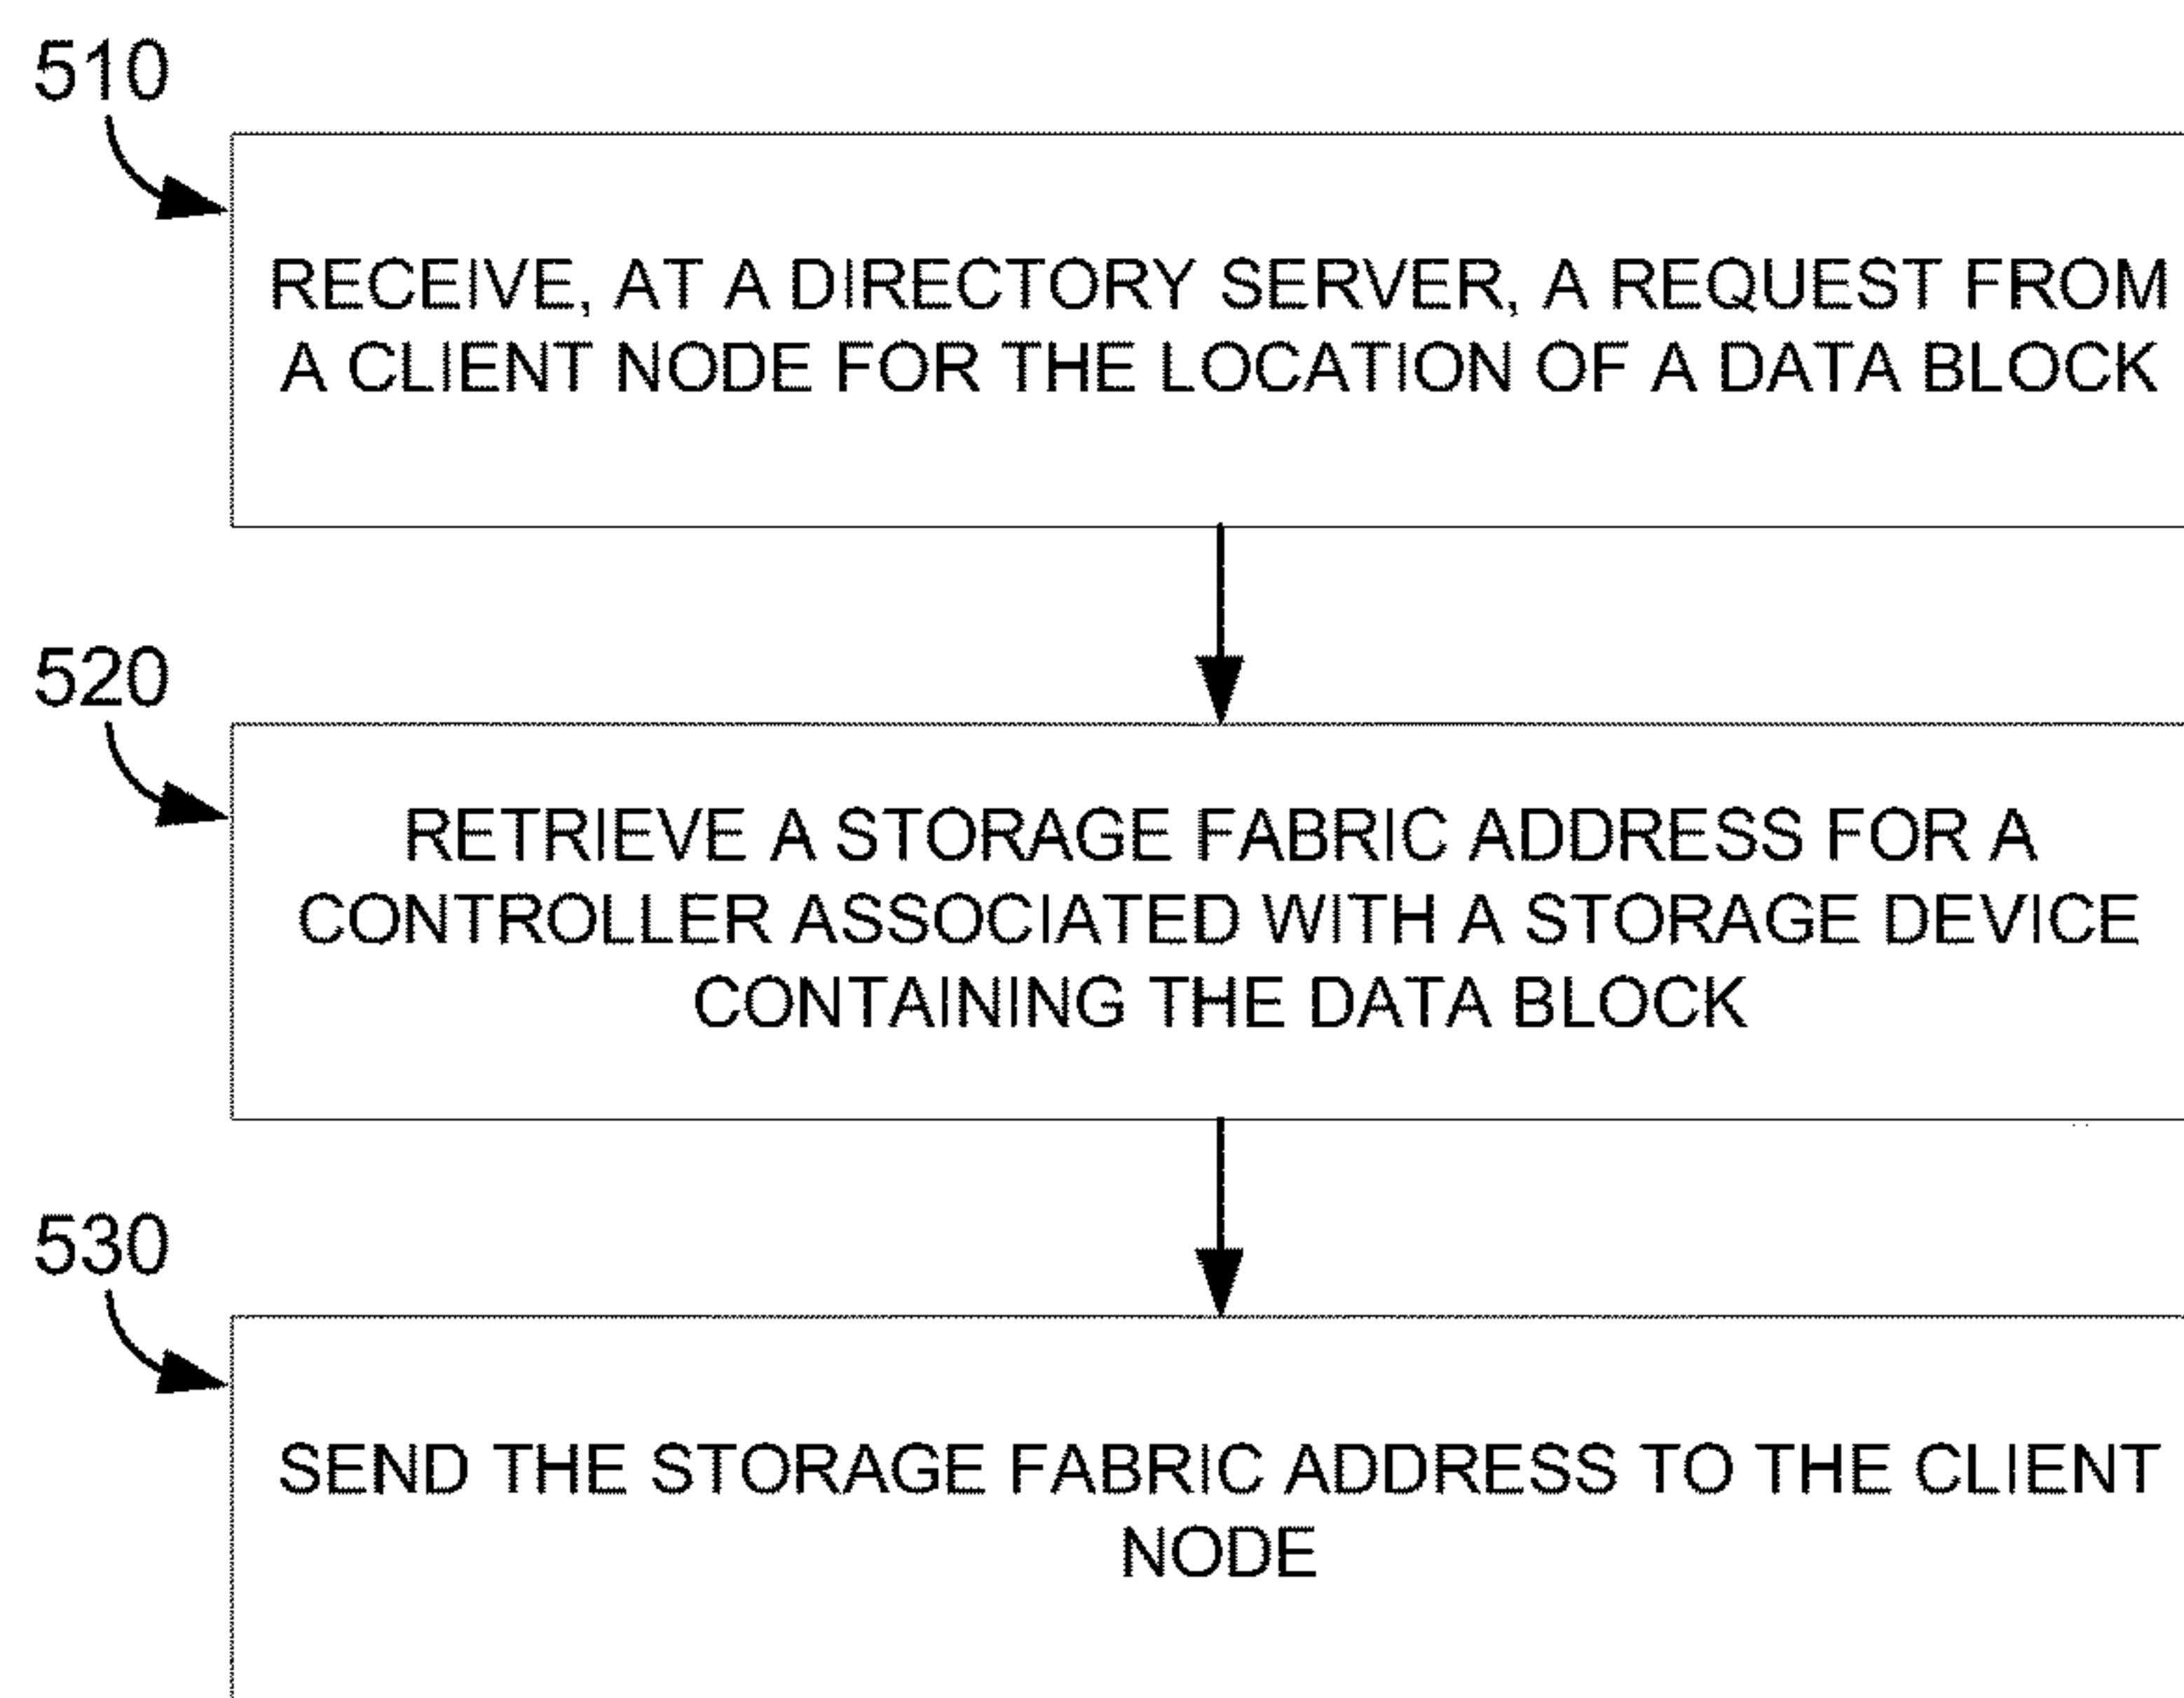 510
RECEIVE, AT A DIRECTORY SERVER, A REQUEST FROM
A CLIENT NODE FOR THE LOCATION OF A DATA BLOCK
520
RETRIEVE A STORAGE FABRIC ADDRESS FOR A
CONTROLLER ASSOCIATED WITH A STORAGE DEVICE
CONTAINING THE DATA BLOCK
530
SEND THE STORAGE FABRIC ADDRESS TO THE CLIENT
NODE